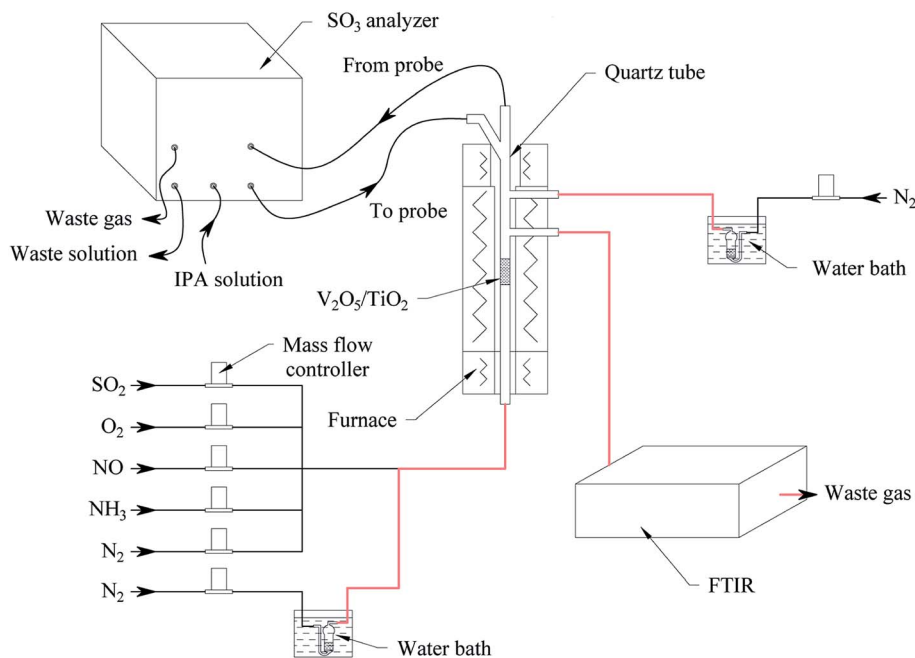 SO₃ analyzer
From probe
Quartz tube
To probe
N₂
Waste gas
Waste solution
IPA solution
Water bath
V₂O₅/TiO₂
Mass flow
controller
SO₂
Furnace
O₂
NO
Waste gas
NH₃
N₂
N₂
FTIR
Water bath